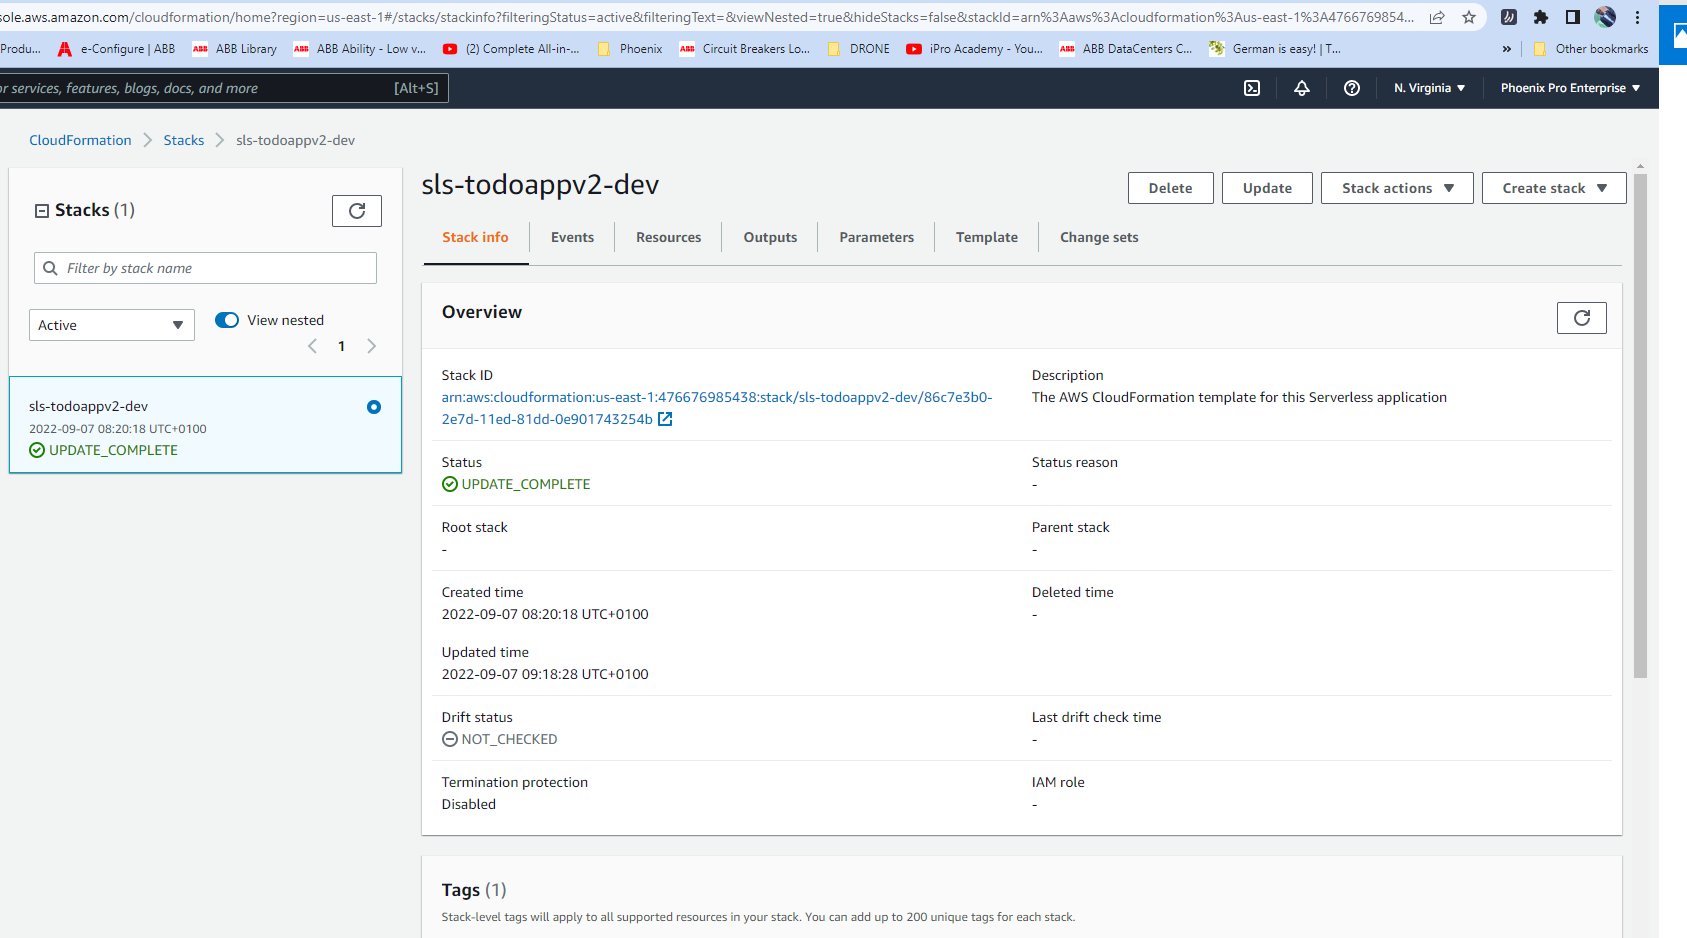 sole.aws.amazon.com/cloudformation/home?region=us-east-1#/stacks/stackinfo?filteringStatus=active&filteringText=&viewNested=true&hideStacks=false&stackId=arn%3Aaws%3Acloudformation%3Aus-east-1%3A4766769854...
Produ... e-Configure | ABB ABB Library ABB Ability - Low v... (2) Complete All-in-... Phoenix Circuit Breakers Lo... DRONE iPro Academy - You... ABB DataCenters C... German is easy! | T... » Other bookmarks
or services, features, blogs, docs, and more [Alt+S] N. Virginia Phoenix Pro Enterprise
CloudFormation Stacks sls-todoappv2-dev
Stacks (1)
Filter by stack name
Active
View nested
1
sls-todoappv2-dev
2022-09-07 08:20:18 UTC+0100
UPDATE_COMPLETE
sls-todoappv2-dev
Delete Update Stack actions Create stack
Stack info Events Resources Outputs Parameters Template Change sets
Overview
Stack ID
arn:aws:cloudformation:us-east-1:476676985438:stack/sls-todoappv2-dev/86c7e3b0-
2e7d-11ed-81dd-0e901743254b
Description
The AWS CloudFormation template for this Serverless application
Status
UPDATE_COMPLETE
Status reason
-
Root stack
-
Parent stack
-
Created time
2022-09-07 08:20:18 UTC+0100
Deleted time
-
Updated time
2022-09-07 09:18:28 UTC+0100
Drift status
NOT_CHECKED
Last drift check time
-
Termination protection
Disabled
IAM role
-
Tags (1)
Stack-level tags will apply to all supported resources in your stack. You can add up to 200 unique tags for each stack.